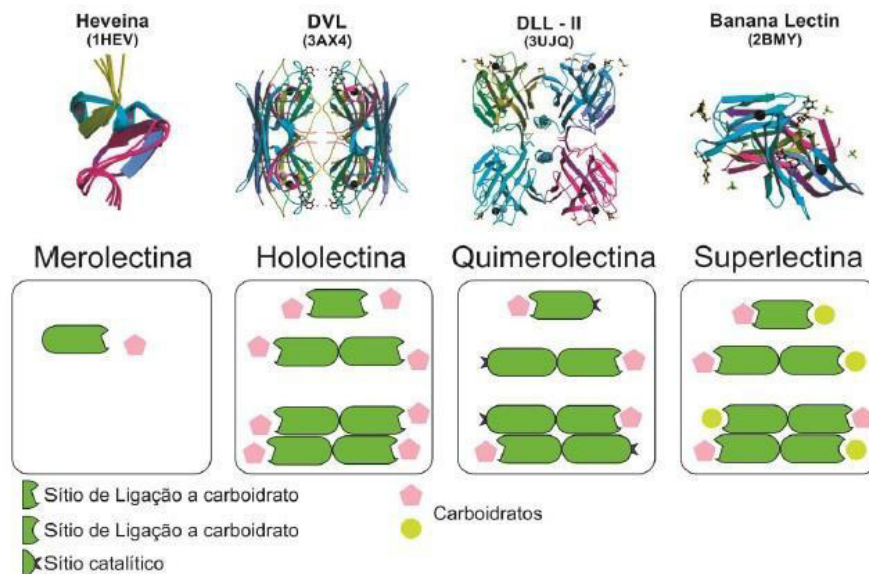 Heveina
(1HEV)
DVL
(3AX4)
DLL - II
(3UJQ)
Banana Lectin
(2BMY)
Merolectina
Hololectina
Quimerolectina
Superlectina
Sítio de Ligação a carboidrato
Sítio de Ligação a carboidrato
Sítio catalítico
Carboidratos